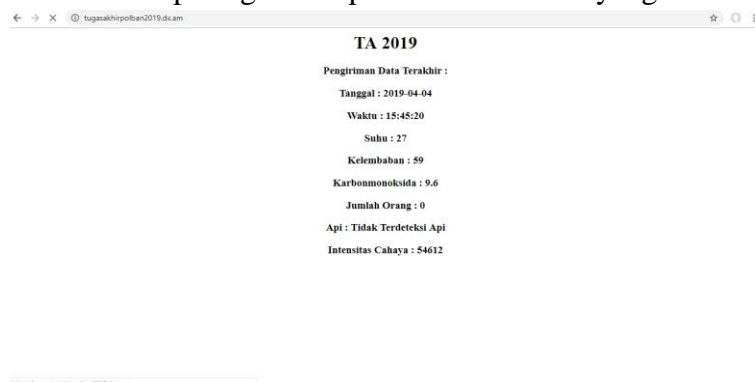 tugasakhirpolban2019.dx.am
TA 2019
Pengiriman Data Terakhir :
Tanggal : 2019-04-04
Waktu : 15:45:20
Suhu : 27
Kelembaban : 59
Karbonmonoksida : 9.6
Jumlah Orang : 0
Api : Tidak Terdeteksi Api
Intensitas Cahaya : 54612